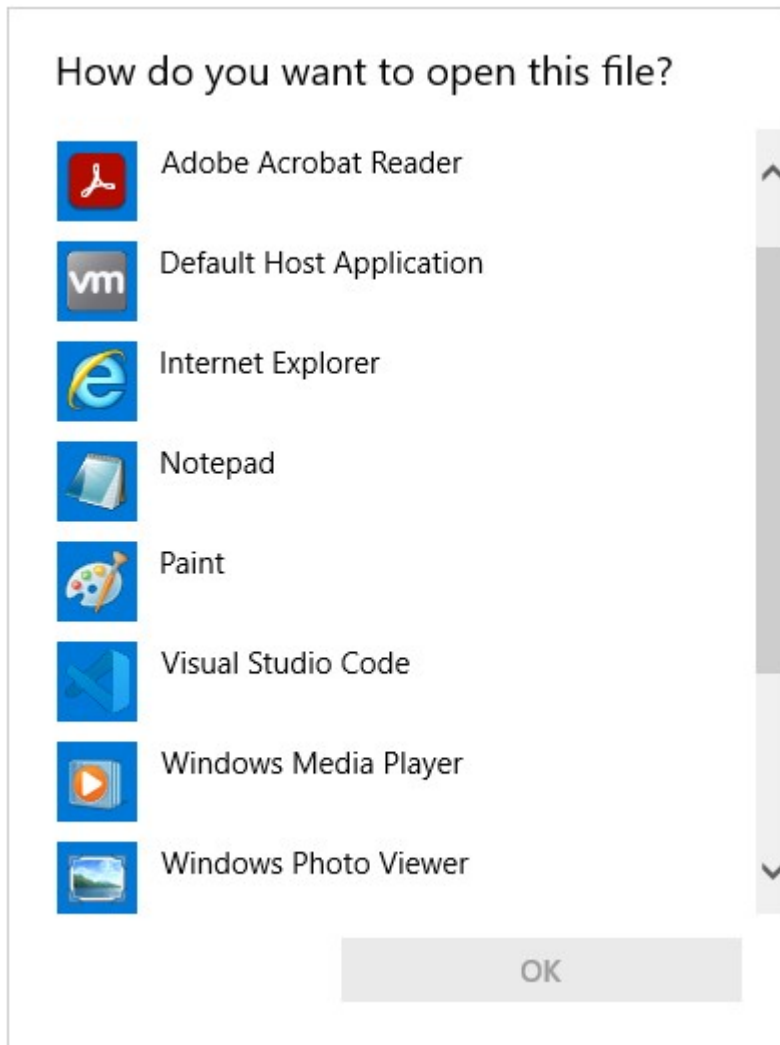 How do you want to open this file?
Adobe Acrobat Reader
vm
Default Host Application
Internet Explorer
Notepad
Paint
Visual Studio Code
Windows Media Player
Windows Photo Viewer
OK